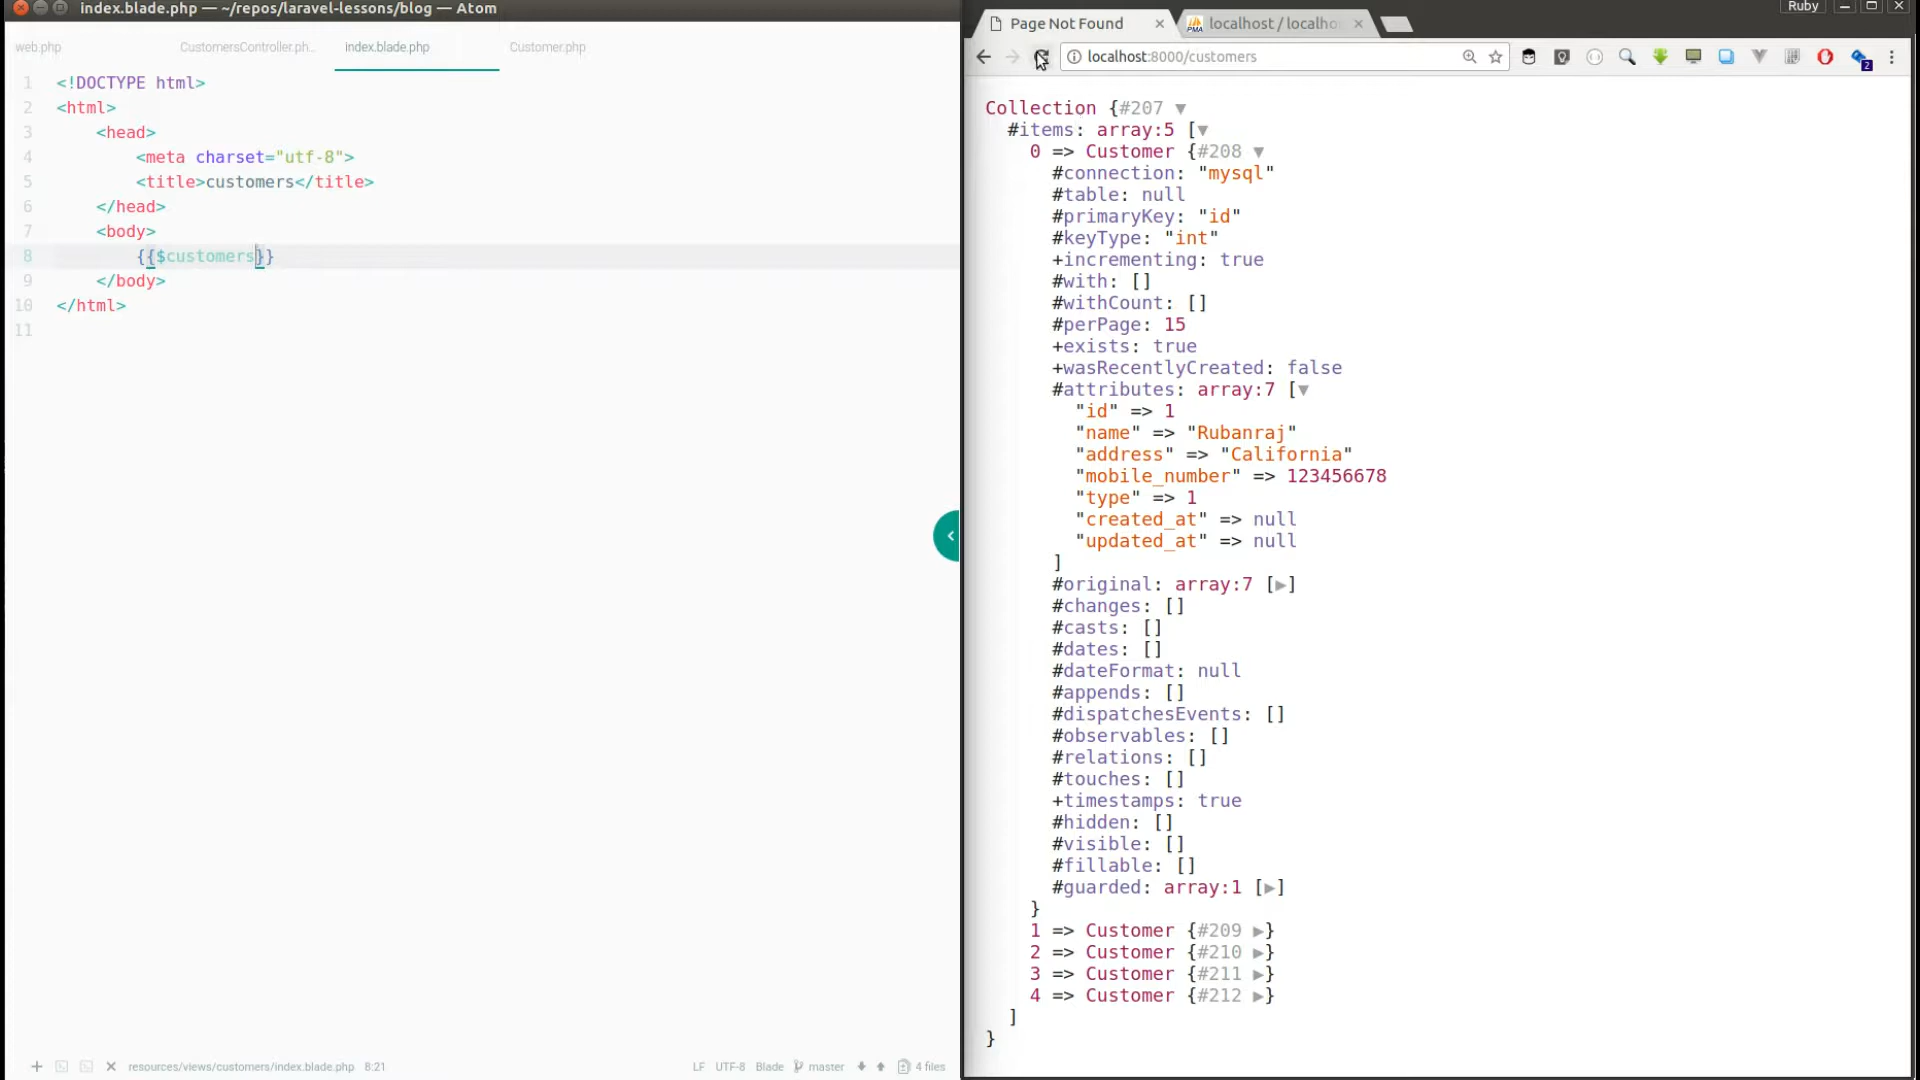 index.blade.php — ~/repos/laravel-lessons/blog — Atom
web.php
CustomersController.ph...
index.blade.php
Customer.php
1 <!DOCTYPE html>
2 <html>
3 <head>
4 <meta charset="utf-8">
5 <title>customers</title>
6 </head>
7 <body>
8 {{$customers}}
9 </body>
10 </html>
11
resources/views/customers/index.blade.php 8:21
LF UTF-8 Blade master 4 files
Ruby
Page Not Found
localhost / localho
localhost:8000/customers
2
Collection {#207 ▼
#items: array:5 [▼
0 => Customer {#208 ▼
#connection: "mysql"
#table: null
#primaryKey: "id"
#keyType: "int"
+incrementing: true
#with: []
#withCount: []
#perPage: 15
+exists: true
+wasRecentlyCreated: false
#attributes: array:7 [▼
"id" => 1
"name" => "Rubanraj"
"address" => "California"
"mobile_number" => 123456678
"type" => 1
"created_at" => null
"updated_at" => null
]
#original: array:7 [▶]
#changes: []
#casts: []
#dates: []
#dateFormat: null
#appends: []
#dispatchesEvents: []
#observables: []
#relations: []
#touches: []
+timestamps: true
#hidden: []
#visible: []
#fillable: []
#guarded: array:1 [▶]
}
1 => Customer {#209 ▶}
2 => Customer {#210 ▶}
3 => Customer {#211 ▶}
4 => Customer {#212 ▶}
]
}